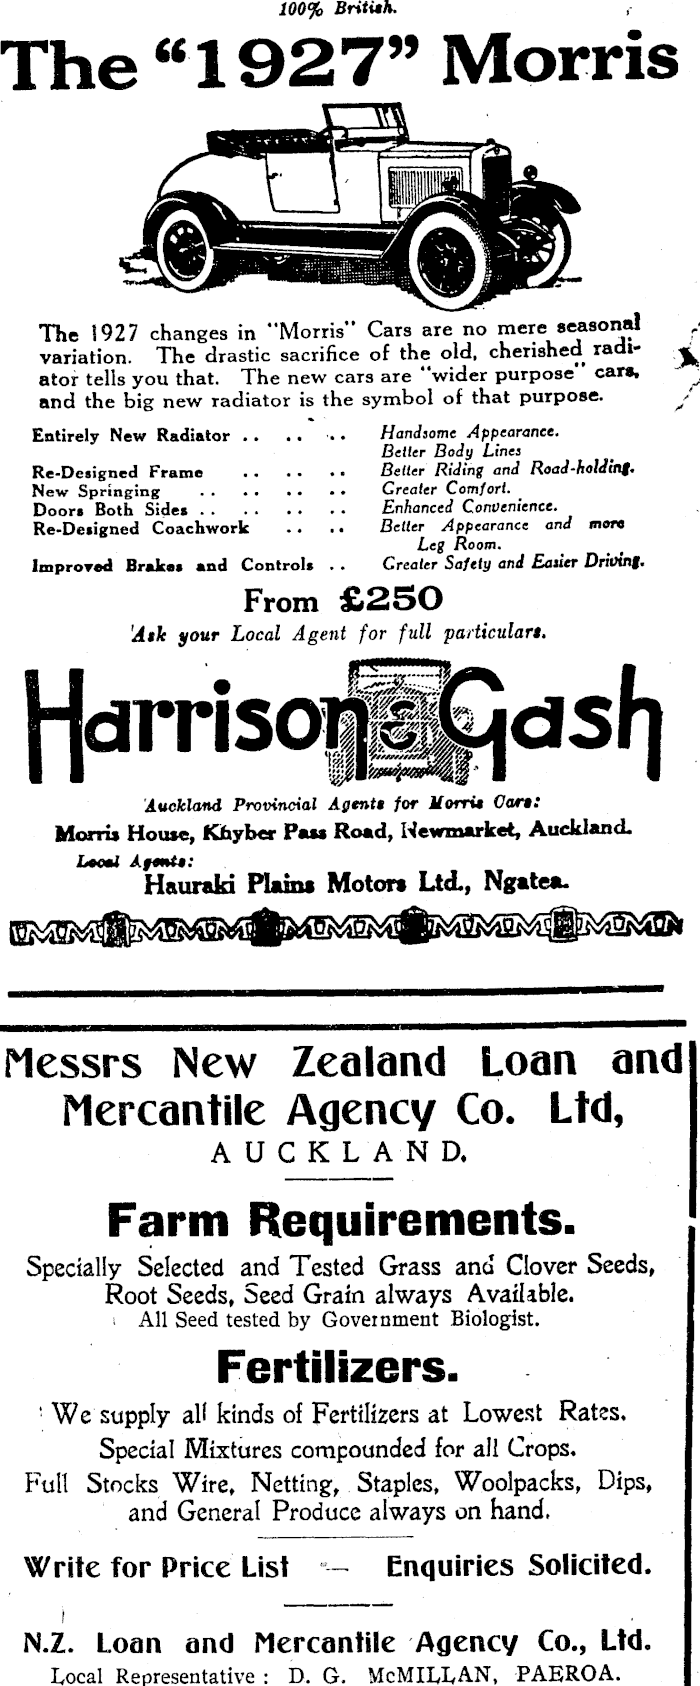 100% British.
The "1927" Morris
The 1927 changes in "Morris" Cars are no mere seasonal
variation. The drastic sacrifice of the old, cherished radi-
ator tells you that. The new cars are "wider purpose" cars,
and the big new radiator is the symbol of that purpose.
Entirely New Radiator .. .. .. Handsome Appearance.
Better Body Lines
Re-Designed Frame .. .. .. Better Riding and Road-holding.
New Springing .. .. .. .. Greater Comfort.
Doors Both Sides .. .. .. .. Enhanced Convenience.
Re-Designed Coachwork .. .. Better Appearance and more
Leg Room.
Improved Brakes and Controls .. Greater Safety and Easier Driving.
From £250
Ask your Local Agent for full particulars.
Harrison & Gash
Auckland Provincial Agents for Morris Cars:
Morris House, Khyber Pass Road, Newmarket, Auckland.
Local Agents:
Hauraki Plains Motors Ltd., Ngatea.
Messrs New Zealand Loan and
Mercantile Agency Co. Ltd,
AUCKLAND.
Farm Requirements.
Specially Selected and Tested Grass and Clover Seeds,
Root Seeds, Seed Grain always Available.
All Seed tested by Government Biologist.
Fertilizers.
We supply all kinds of Fertilizers at Lowest Rates.
Special Mixtures compounded for all Crops.
Full Stocks Wire, Netting, Staples, Woolpacks, Dips,
and General Produce always on hand.
Write for Price List — Enquiries Solicited.
N.Z. Loan and Mercantile Agency Co., Ltd.
Local Representative : D. G. McMILLAN, PAEROA.